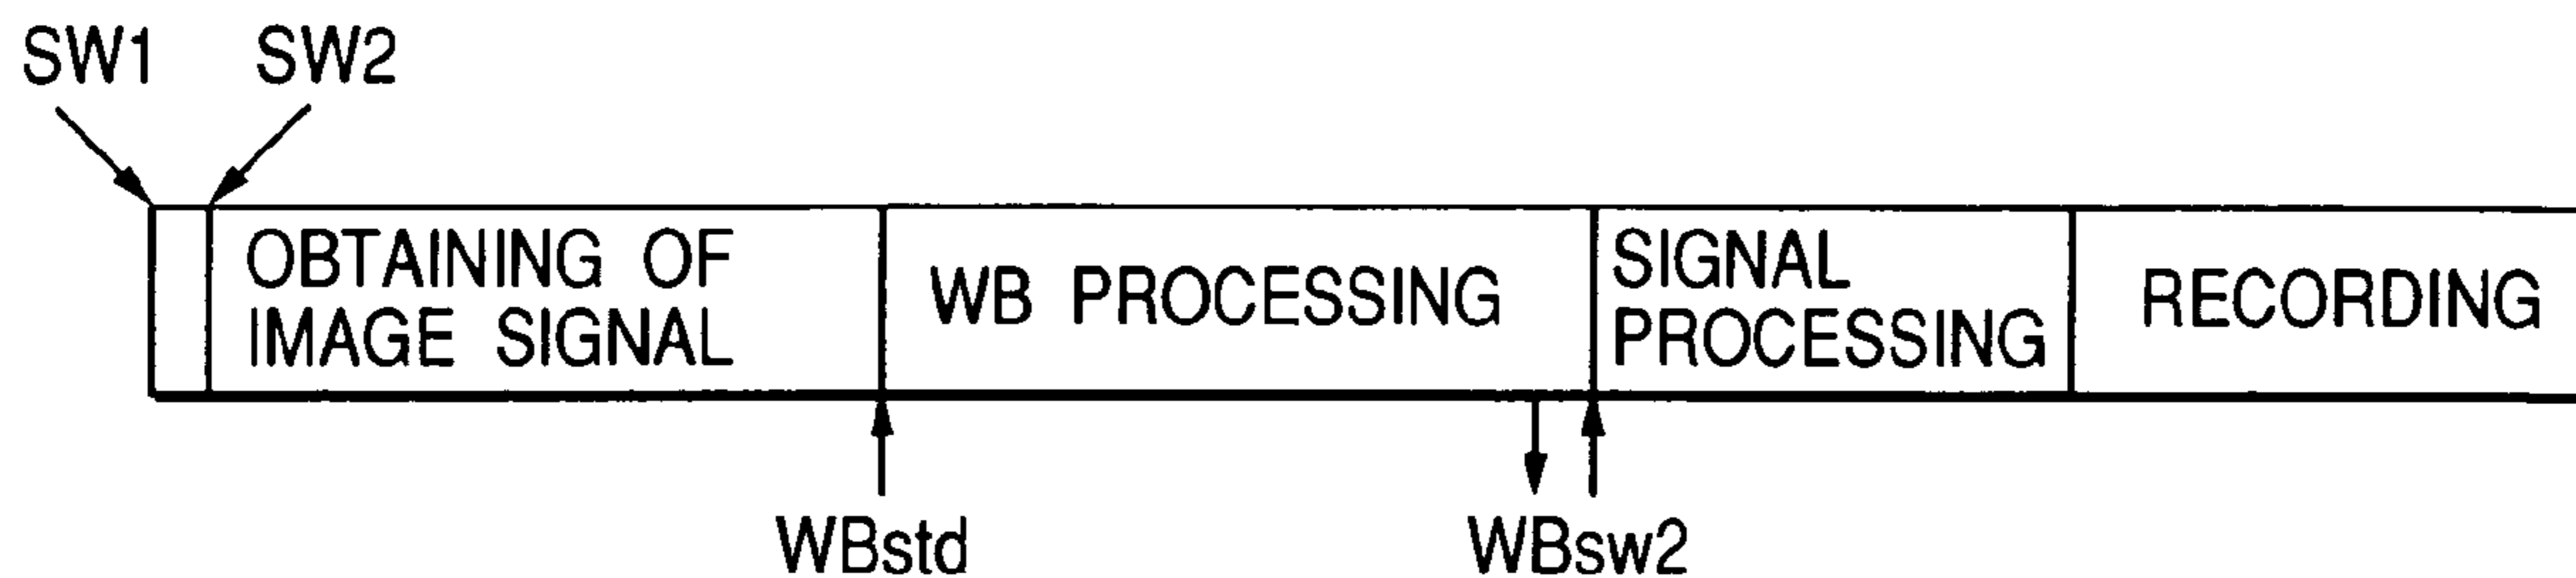 SW1 SW2
OBTAINING OF
IMAGE SIGNAL
WB PROCESSING
SIGNAL
PROCESSING
RECORDING
WBstd WBsw2